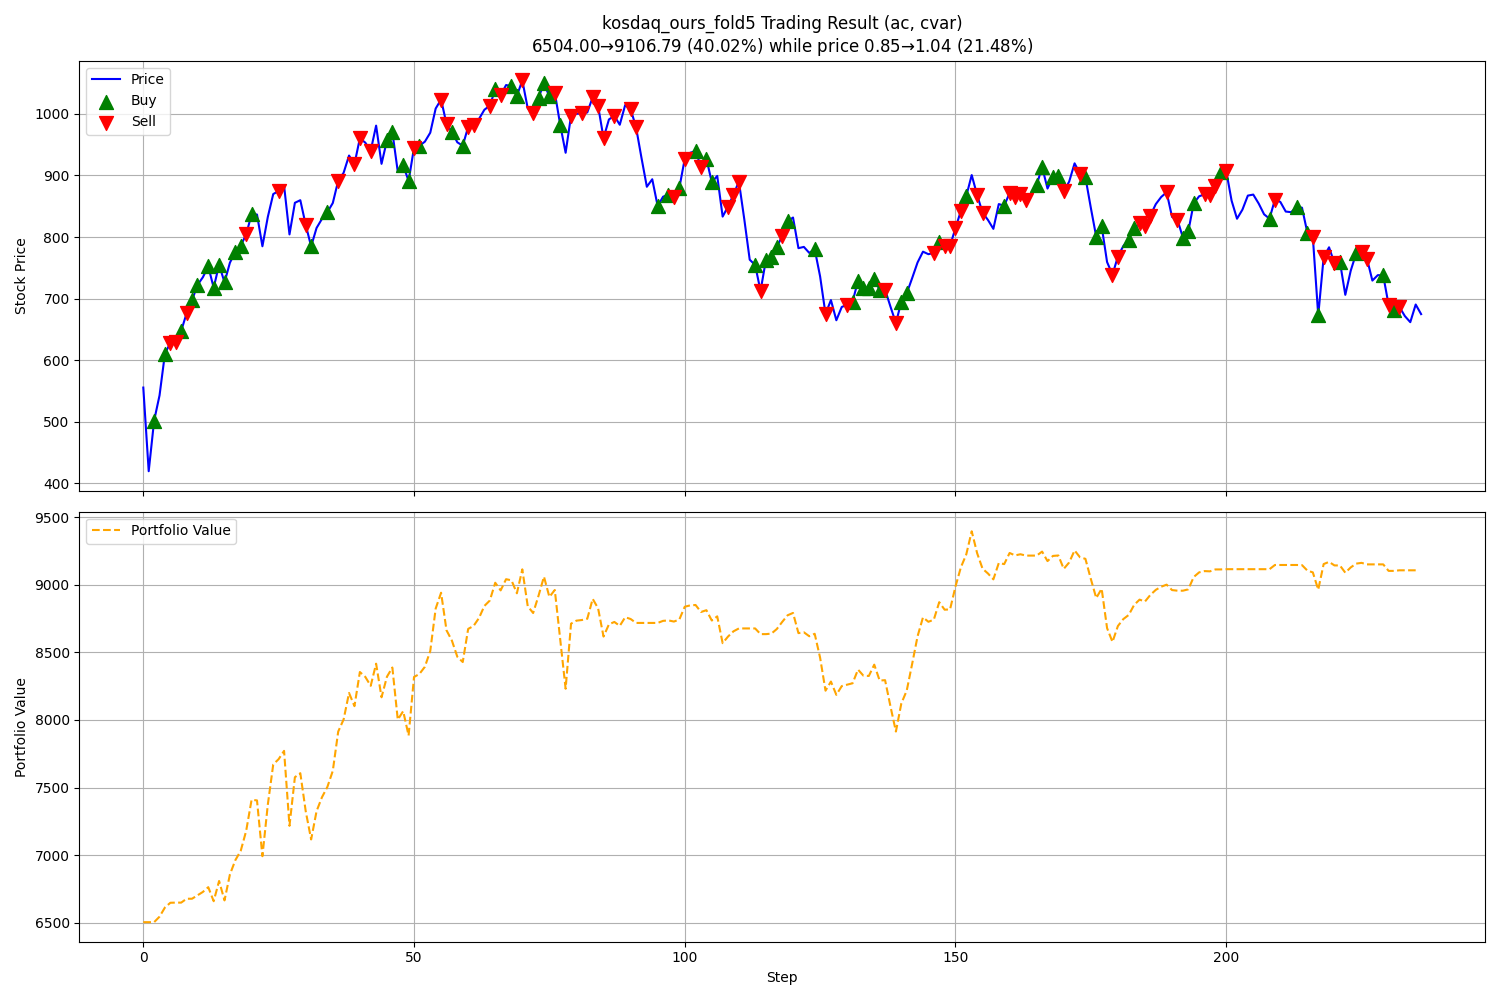 kosdaq_ours_fold5 Trading Result (ac, cvar)
6504.00→9106.79 (40.02%) while price 0.85→1.04 (21.48%)
Price
Buy
Sell
Stock Price
1000
900
800
700
600
500
400
Portfolio Value
Portfolio Value
9500
9000
8500
8000
7500
7000
6500
0
50
100
150
200
Step